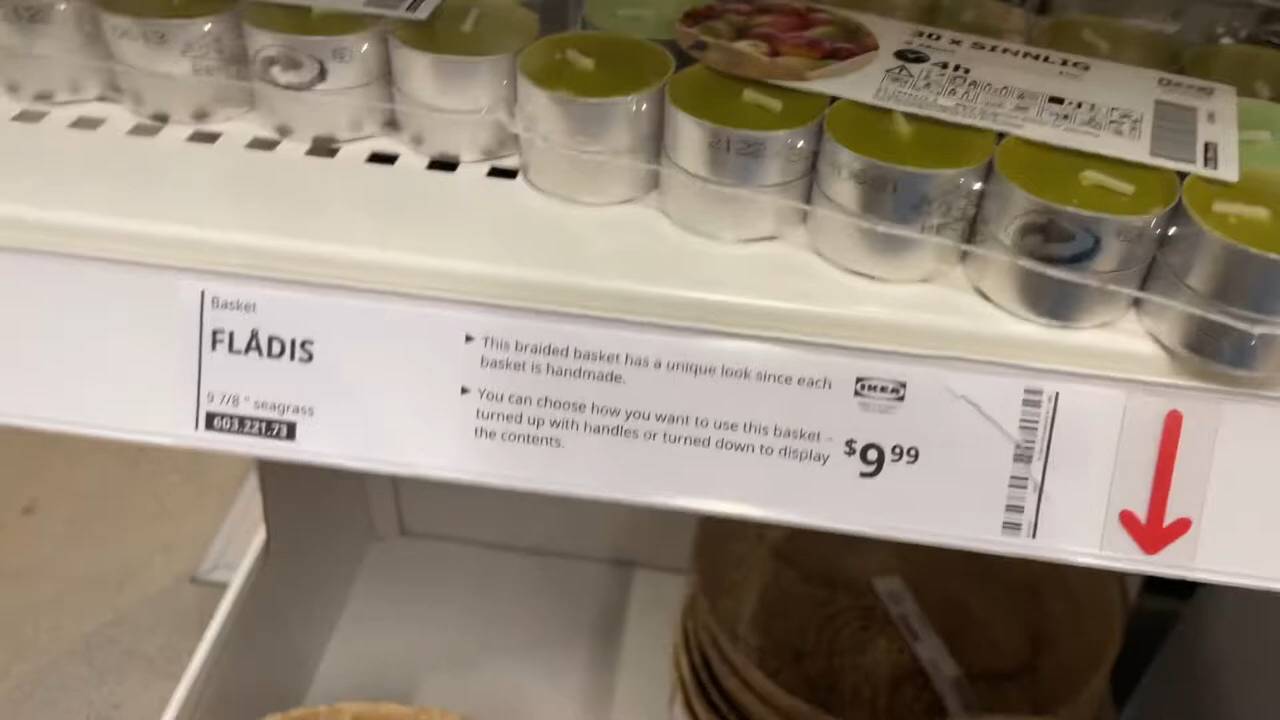 30 X SINNLIG
4h
2122
Basket
FLÅDIS
9 7/8 " seagrass
603.221.73
► This braided basket has a unique look since each
basket is handmade.
► You can choose how you want to use this basket –
turned up with handles or turned down to display
the contents.
IKEA
$9.99